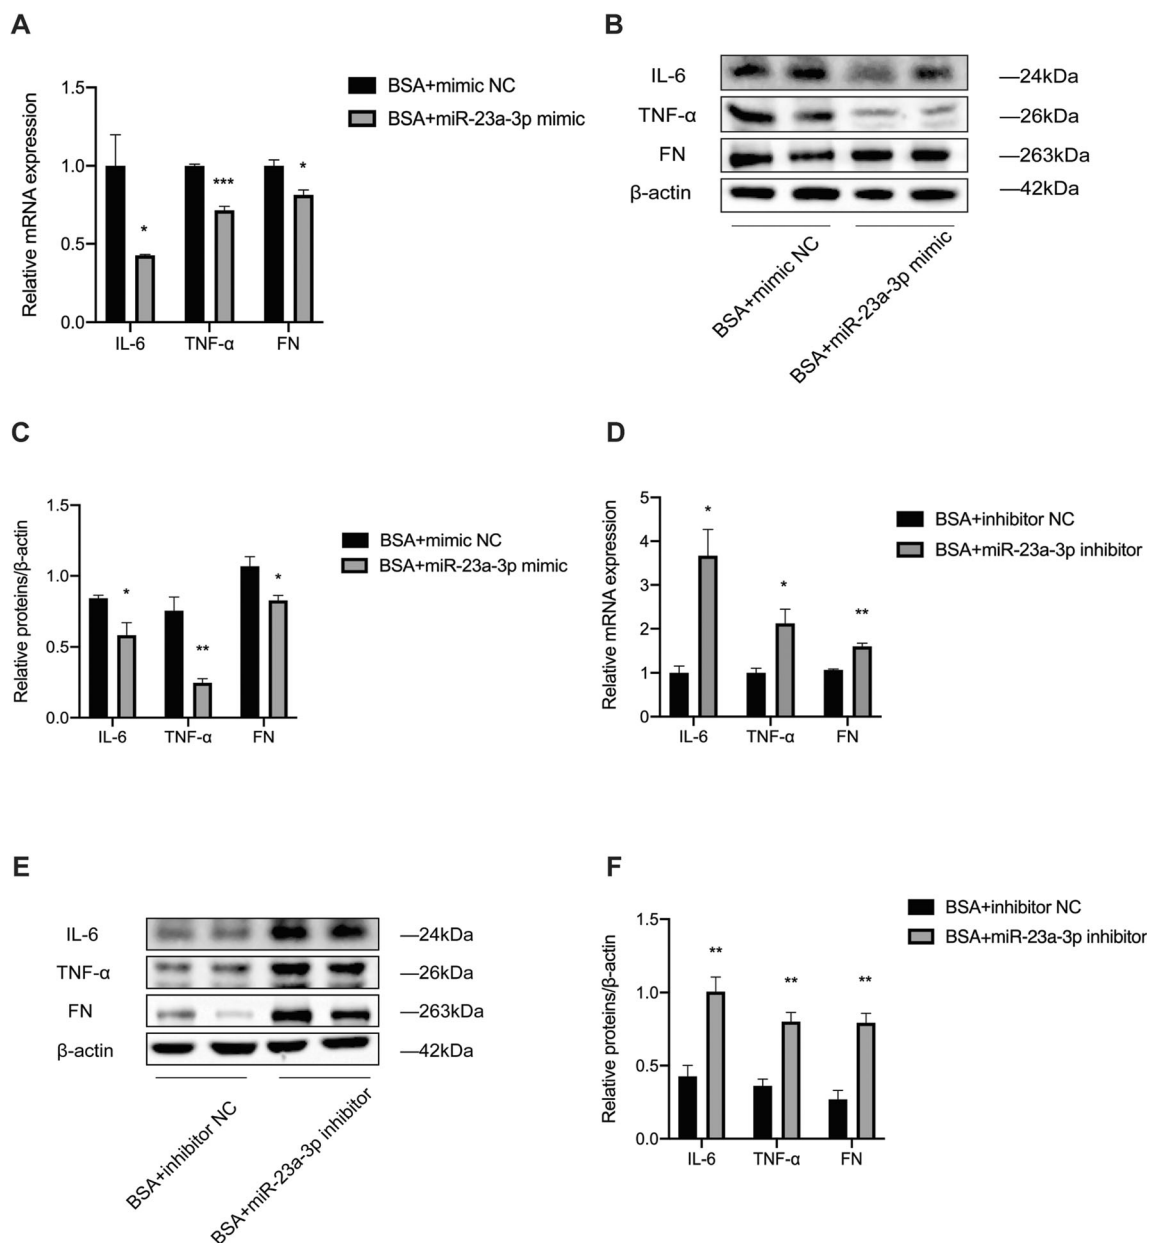 A
Relative mRNA expression
1.5
1.0
0.5
0.0
BSA+mimic NC
BSA+miR-23a-3p mimic
*
***
*
IL-6
TNF-α
FN
B
IL-6
—24kDa
TNF-α
—26kDa
FN
—263kDa
β-actin
—42kDa
BSA+mimic NC
BSA+miR-23a-3p mimic
C
Relative proteins/β-actin
1.5
1.0
0.5
0.0
BSA+mimic NC
BSA+miR-23a-3p mimic
*
**
*
IL-6
TNF-α
FN
D
Relative mRNA expression
5
4
3
2
1
0
BSA+inhibitor NC
BSA+miR-23a-3p inhibitor
*
*
**
IL-6
TNF-α
FN
E
IL-6
—24kDa
TNF-α
—26kDa
FN
—263kDa
β-actin
—42kDa
BSA+inhibitor NC
BSA+miR-23a-3p inhibitor
F
Relative proteins/β-actin
1.5
1.0
0.5
0.0
BSA+inhibitor NC
BSA+miR-23a-3p inhibitor
**
**
**
IL-6
TNF-α
FN